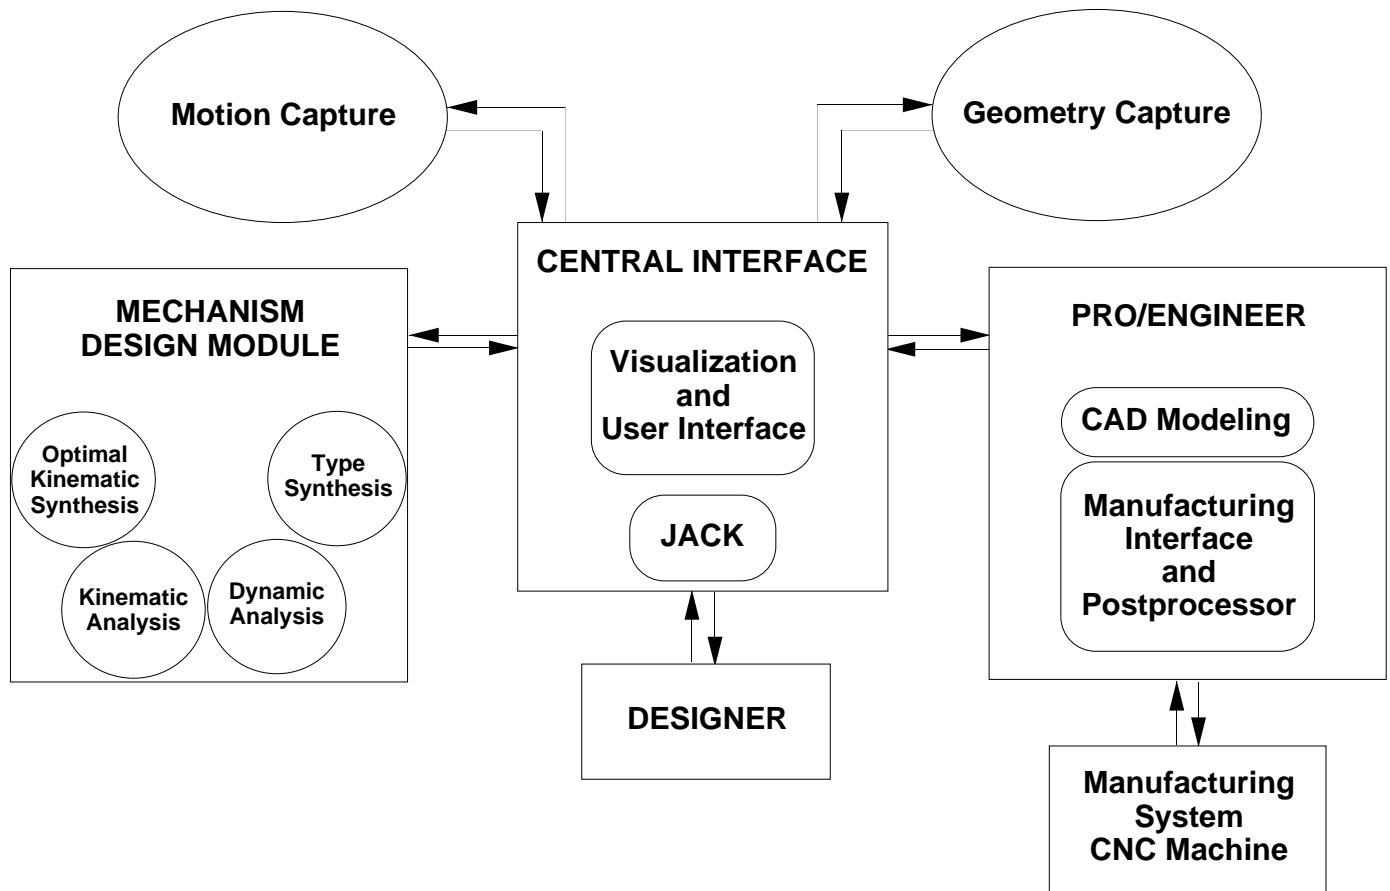 Motion Capture
Geometry Capture
CENTRAL INTERFACE
Visualization
and
User Interface
JACK
MECHANISM
DESIGN MODULE
Optimal
Kinematic
Synthesis
Type
Synthesis
Kinematic
Analysis
Dynamic
Analysis
PRO/ENGINEER
CAD Modeling
Manufacturing
Interface
and
Postprocessor
DESIGNER
Manufacturing
System
CNC Machine